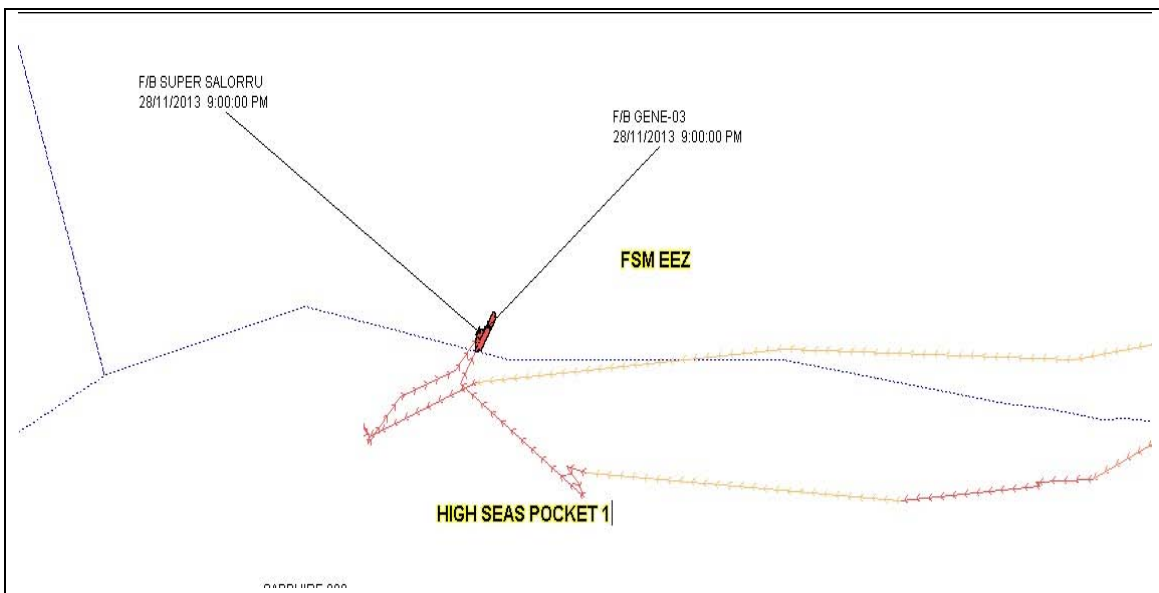 F/B SUPER SALORRU
28/11/2013 9:00:00 PM
F/B GENE-03
28/11/2013 9:00:00 PM
FSM EEZ
HIGH SEAS POCKET 1